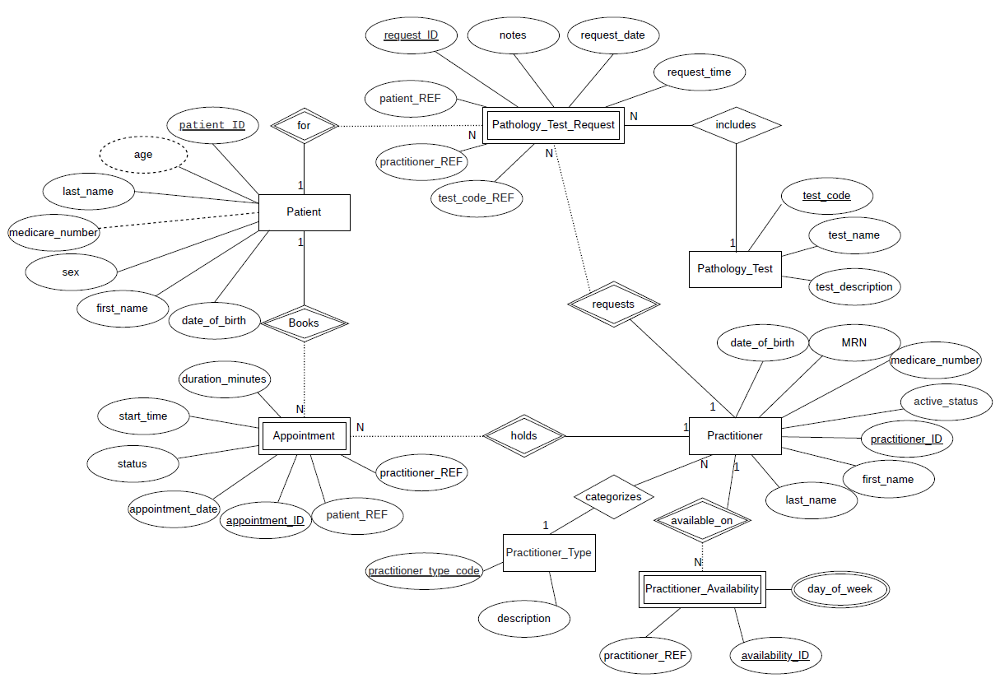 request_ID
notes
request_date
request_time
patient_REF
patient_ID
for
N
Pathology_Test_Request
N
includes
age
N
practitioner_REF
last_name
1
test_code_REF
test_code
Patient
medicare_number
1
test_name
1
sex
Pathology_Test
test_description
first_name
requests
date_of_birth
Books
date_of_birth
MRN
medicare_number
duration_minutes
active_status
N
1
start_time
N
1
Appointment
holds
Practitioner
practitioner_ID
status
N
1
practitioner_REF
first_name
categorizes
last_name
appointment_date
appointment_ID
patient_REF
available_on
1
Practitioner_Type
N
practitioner_type_code
Practitioner_Availability
day_of_week
description
practitioner_REF
availability_ID